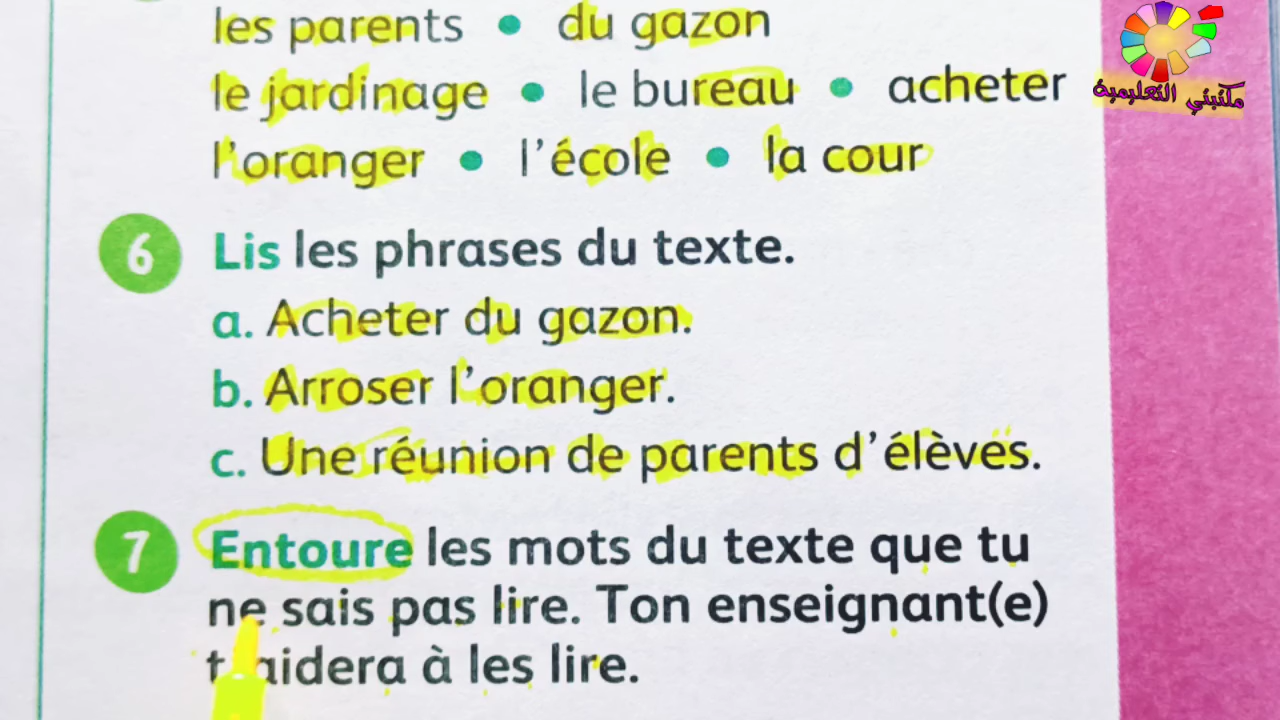 les parents • du gazon
le jardinage • le bureau • acheter
l'oranger • l'école • la cour
مكتبتي التعليمية
6 Lis les phrases du texte.
a. Acheter du gazon.
b. Arroser l'oranger.
c. Une réunion de parents d'élèves.
7 Entoure les mots du texte que tu
ne sais pas lire. Ton enseignant(e)
t'aidera à les lire.